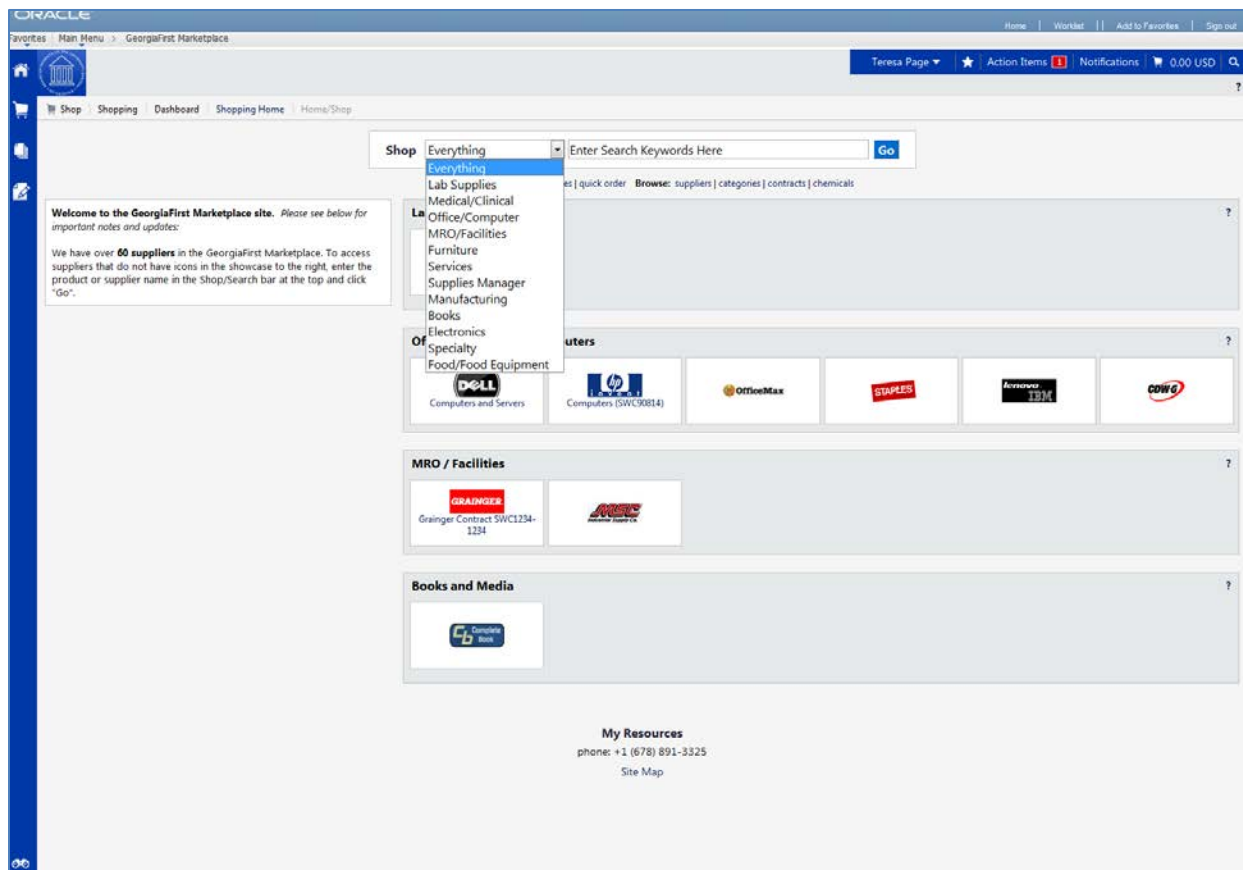 ORACLE
Home | Worklist || Add to Favorites | Sign out
Favorites Main Menu > GeorgiaFirst Marketplace
Teresa Page Action Items 1 Notifications 0.00 USD
?
Shop Shopping Dashboard Shopping Home Home/Shop
Shop Everything Enter Search Keywords Here Go
Everything
Lab Supplies
Medical/Clinical
Office/Computer
MRO/Facilities
Furniture
Services
Supplies Manager
Manufacturing
Books
Electronics
Specialty
Food/Food Equipment
| quick order Browse: suppliers | categories | contracts | chemicals
Welcome to the GeorgiaFirst Marketplace site. Please see below for
important notes and updates:
We have over 60 suppliers in the GeorgiaFirst Marketplace. To access
suppliers that do not have icons in the showcase to the right, enter the
product or supplier name in the Shop/Search bar at the top and click
"Go".
La
?
Of uters
?
DELL
Computers and Servers
hp
invent
Computers (SWC90814)
OfficeMax
STAPLES
lenovo
IBM
CDWG
MRO / Facilities
?
GRAINGER
Grainger Contract SWC1234-
1234
MSC
Industrial Supply Co.
Books and Media
?
Cb Complete
Book
My Resources
phone: +1 (678) 891-3325
Site Map